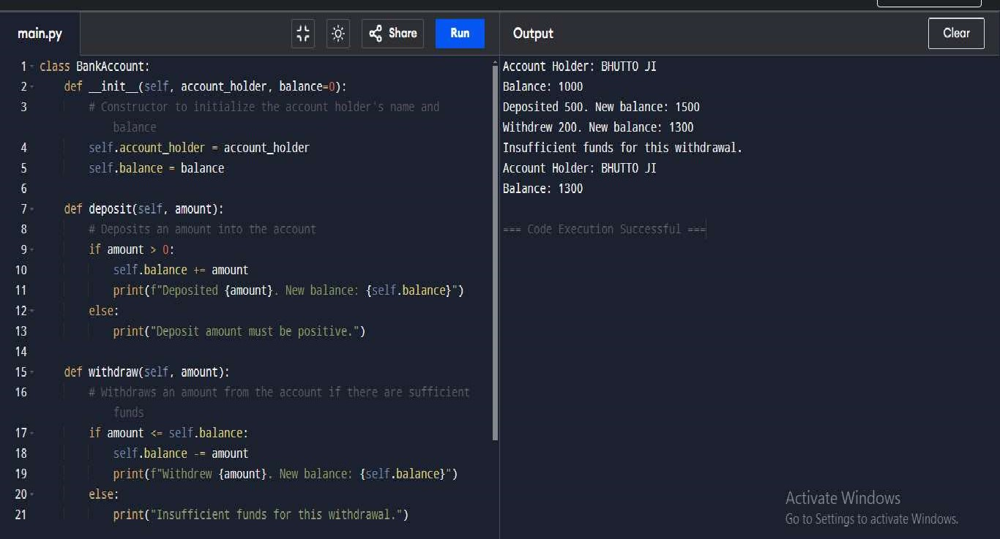 main.py
Share
Run
Output
Clear
1 class BankAccount:
2 def __init__(self, account_holder, balance=0):
3 # Constructor to initialize the account holder's name and
balance
4 self.account_holder = account_holder
5 self.balance = balance
6
7 def deposit(self, amount):
8 # Deposits an amount into the account
9 if amount > 0:
10 self.balance += amount
11 print(f"Deposited {amount}. New balance: {self.balance}")
12 else:
13 print("Deposit amount must be positive.")
14
15 def withdraw(self, amount):
16 # Withdraws an amount from the account if there are sufficient
funds
17 if amount <= self.balance:
18 self.balance -= amount
19 print(f"Withdrew {amount}. New balance: {self.balance}")
20 else:
21 print("Insufficient funds for this withdrawal.")
Account Holder: BHUTTO JI
Balance: 1000
Deposited 500. New balance: 1500
Withdrew 200. New balance: 1300
Insufficient funds for this withdrawal.
Account Holder: BHUTTO JI
Balance: 1300
=== Code Execution Successful ===
Activate Windows
Go to Settings to activate Windows.